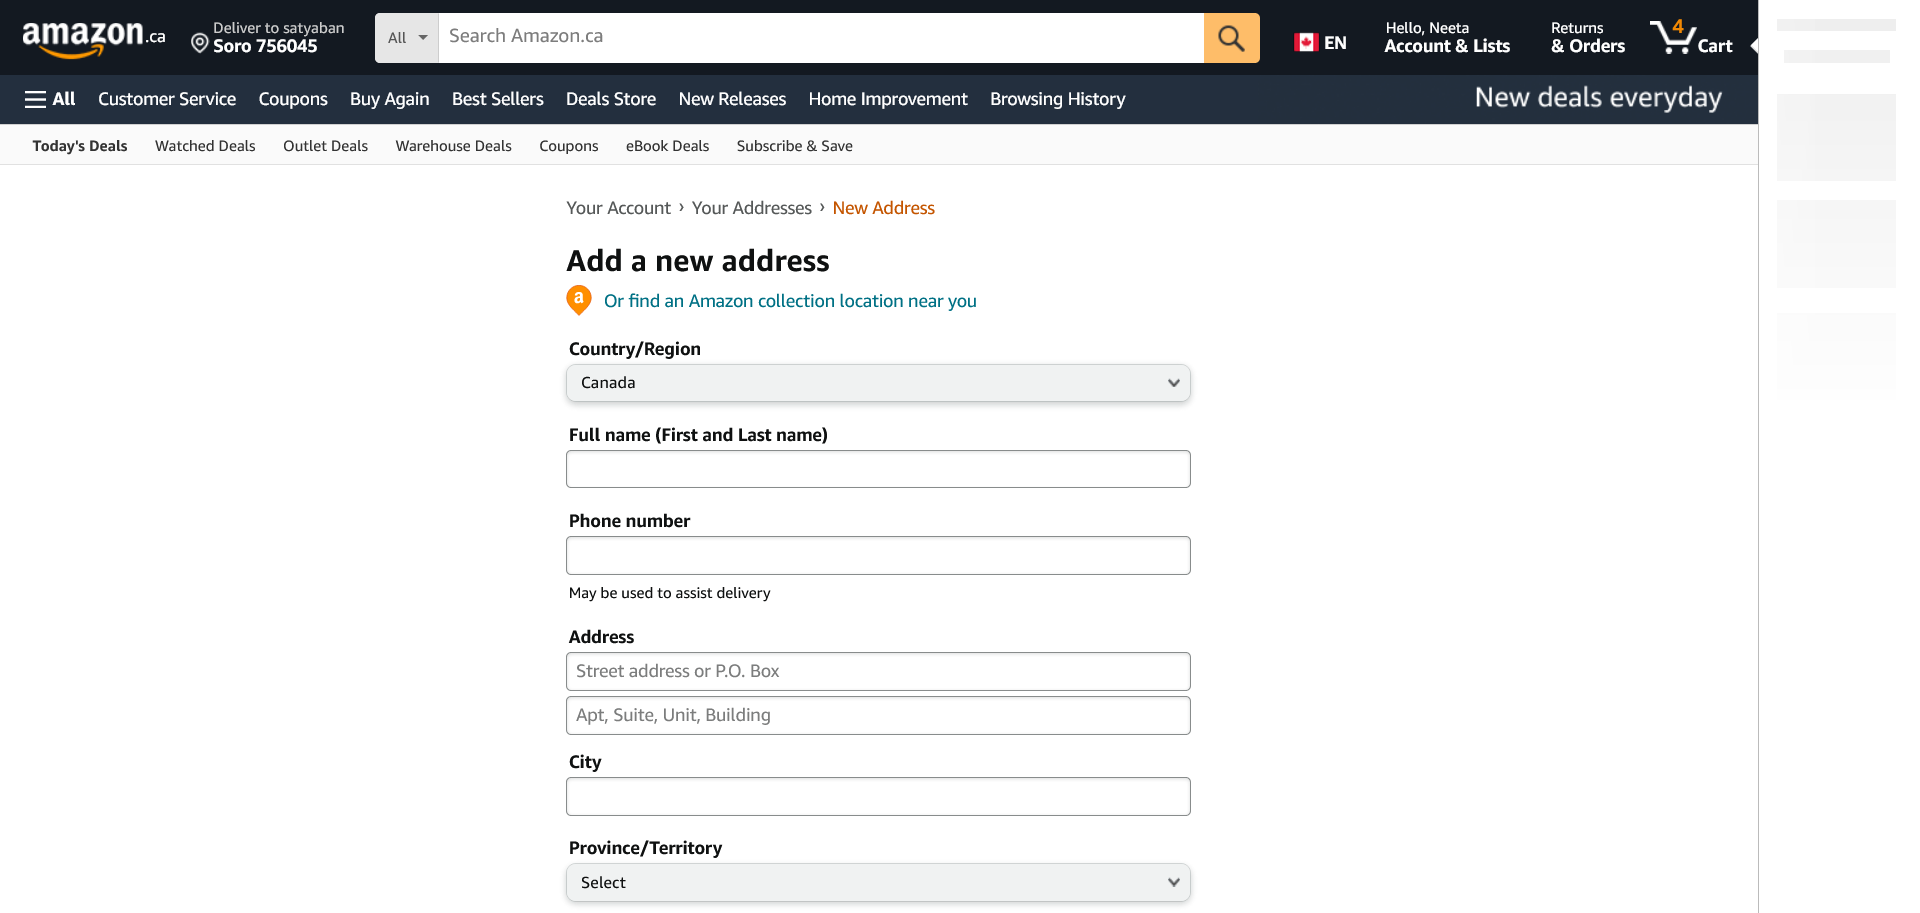 amazon.ca
Deliver to satyaban
Soro 756045
All
Search Amazon.ca
EN
Hello, Neeta
Account & Lists
Returns
& Orders
4
Cart
All Customer Service Coupons Buy Again Best Sellers Deals Store New Releases Home Improvement Browsing History New deals everyday
Today's Deals Watched Deals Outlet Deals Warehouse Deals Coupons eBook Deals Subscribe & Save
Your Account › Your Addresses › New Address
Add a new address
a Or find an Amazon collection location near you
Country/Region
Canada
Full name (First and Last name)
Phone number
May be used to assist delivery
Address
Street address or P.O. Box
Apt, Suite, Unit, Building
City
Province/Territory
Select